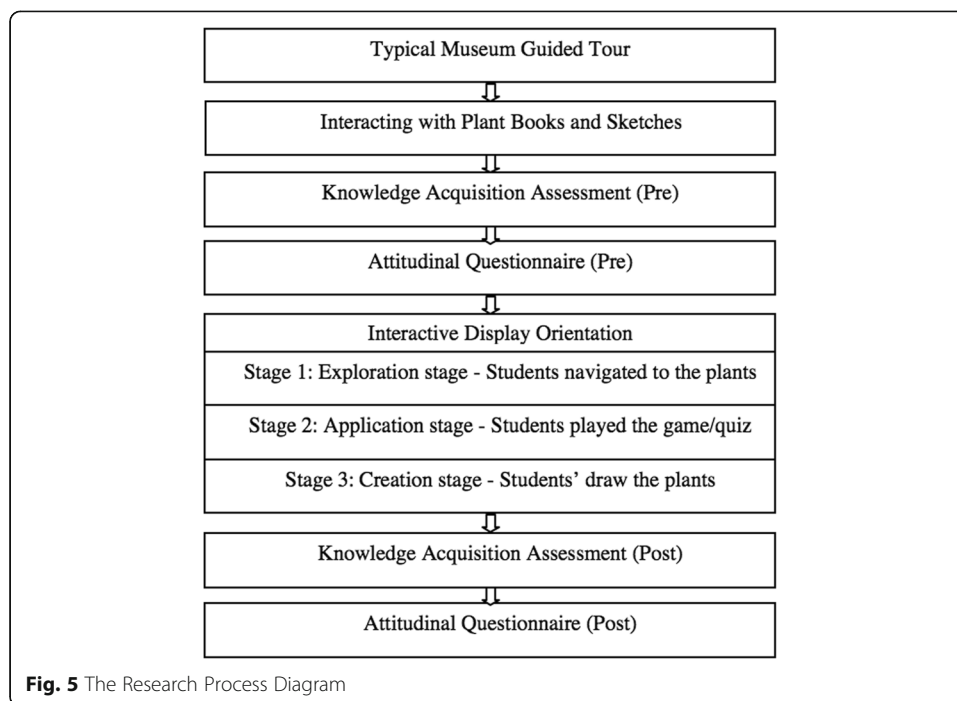 Typical Museum Guided Tour
Interacting with Plant Books and Sketches
Knowledge Acquisition Assessment (Pre)
Attitudinal Questionnaire (Pre)
Interactive Display Orientation
Stage 1: Exploration stage - Students navigated to the plants
Stage 2: Application stage - Students played the game/quiz
Stage 3: Creation stage - Students’ draw the plants
Knowledge Acquisition Assessment (Post)
Attitudinal Questionnaire (Post)
Fig. 5 The Research Process Diagram